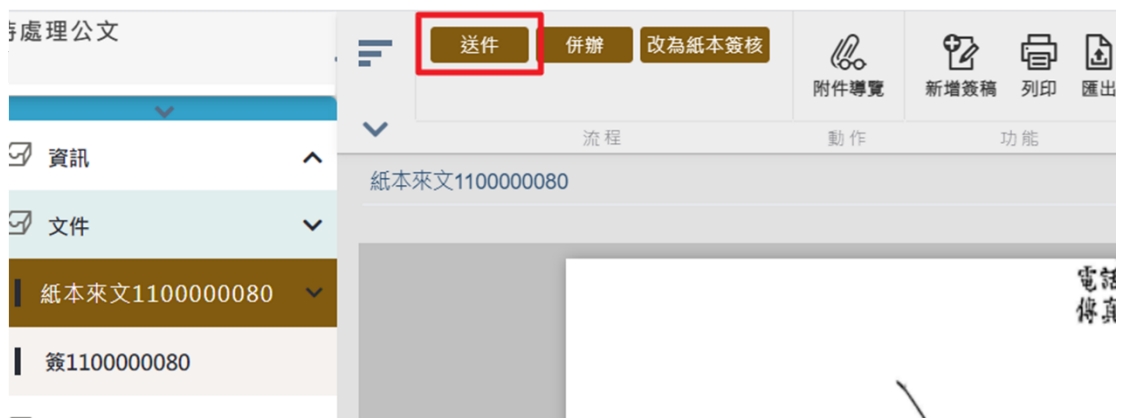 待處理公文
送件
併辦
改為紙本簽核
附件導覽
新增簽稿
列印
匯出
流程
動作
功能
資訊
紙本來文1100000080
文件
紙本來文1100000080
電話
傳真
簽1100000080